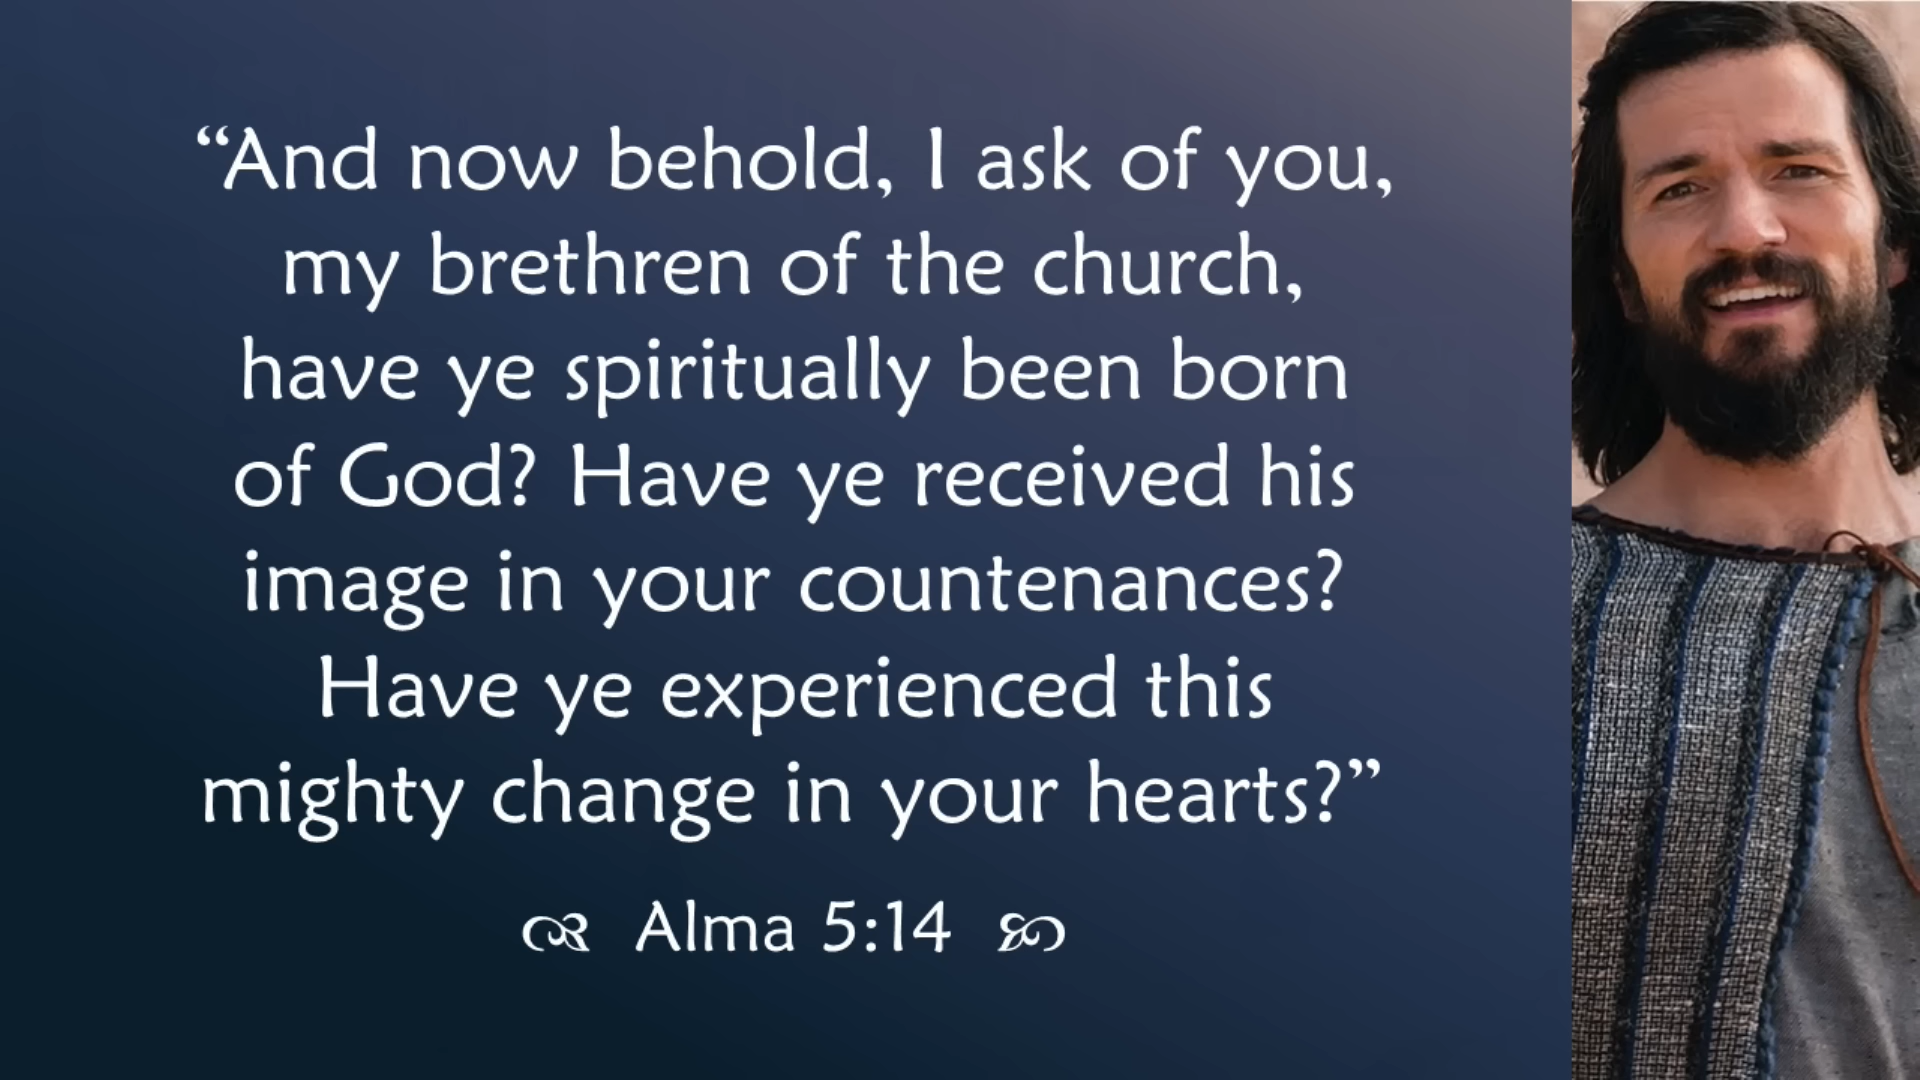 “And now behold, I ask of you,
my brethren of the church,
have ye spiritually been born
of God? Have ye received his
image in your countenances?
Have ye experienced this
mighty change in your hearts?”
Alma 5:14